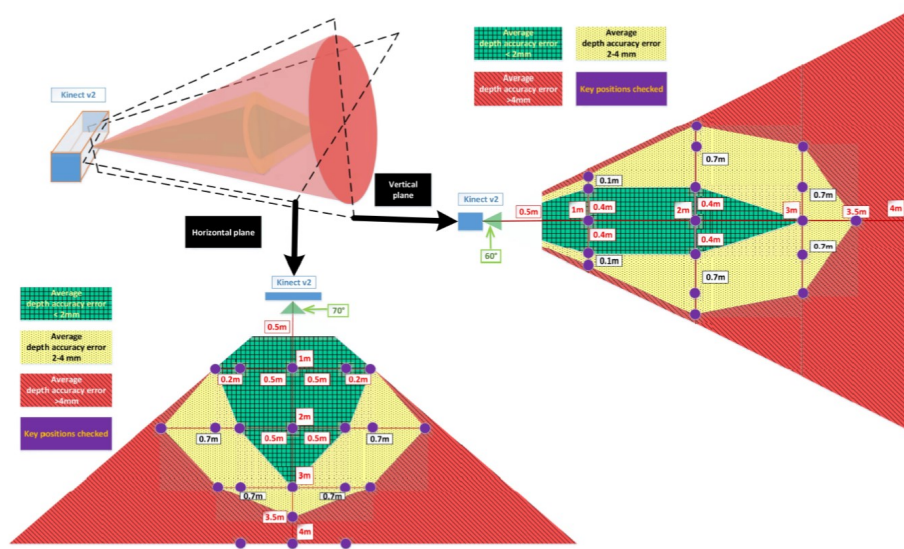 Average
depth accuracy error
< 2mm
Average
depth accuracy error
2-4 mm
Average
depth accuracy error
>4mm
Key positions checked
Kinect v2
Vertical
plane
Horizontal
plane
Kinect v2
60°
0.5m
1m
2m
3m
3.5m
4m
0.1m
0.4m
0.4m
0.7m
0.7m
0.4m
0.4m
0.1m
0.7m
0.7m
Kinect v2
70°
0.5m
Average
depth accuracy error
< 2mm
Average
depth accuracy error
2-4 mm
Average
depth accuracy error
>4mm
Key positions checked
1m
0.2m
0.5m
0.5m
0.2m
2m
0.7m
0.5m
0.5m
0.7m
3m
0.7m
0.7m
3.5m
4m